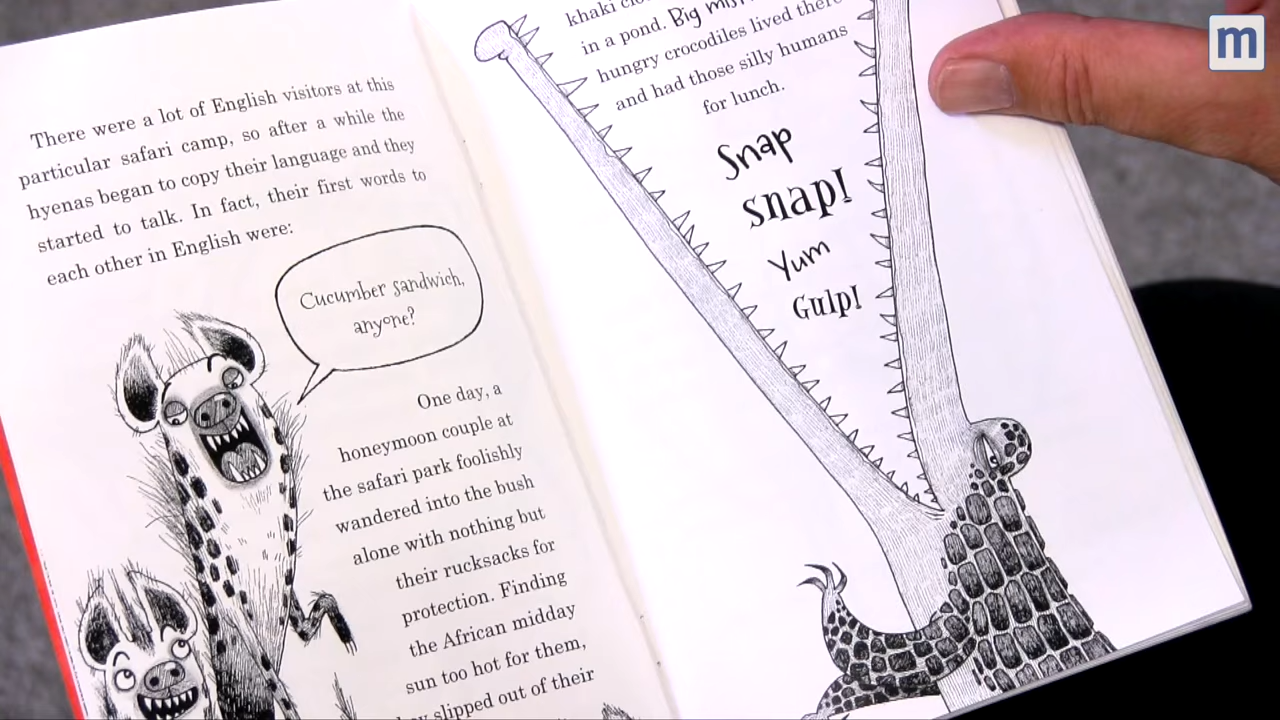 There were a lot of English visitors at this
particular safari camp, so after a while the
hyenas began to copy their language and they
started to talk. In fact, their first words to
each other in English were:
Cucumber sandwich,
anyone?
One day, a
honeymoon couple at
the safari park foolishly
wandered into the bush
alone with nothing but
their rucksacks for
protection. Finding
the African midday
sun too hot for them,
slipped out of their
khaki
in a pond. Big
hungry crocodiles lived there
and had those silly humans
for lunch.
Snap
snap!
Yum
Gulp!
m